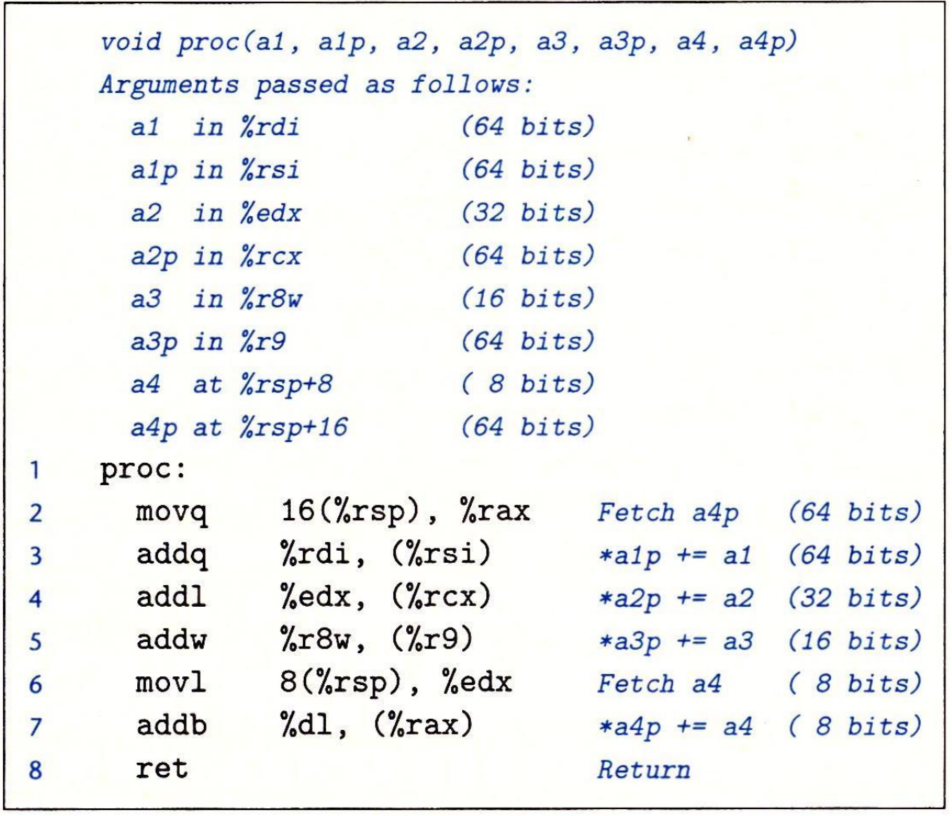 void proc(a1, a1p, a2, a2p, a3, a3p, a4, a4p)
Arguments passed as follows:
a1 in %rdi (64 bits)
a1p in %rsi (64 bits)
a2 in %edx (32 bits)
a2p in %rcx (64 bits)
a3 in %r8w (16 bits)
a3p in %r9 (64 bits)
a4 at %rsp+8 ( 8 bits)
a4p at %rsp+16 (64 bits)
1 proc:
2 movq 16(%rsp), %rax Fetch a4p (64 bits)
3 addq %rdi, (%rsi) *a1p += a1 (64 bits)
4 addl %edx, (%rcx) *a2p += a2 (32 bits)
5 addw %r8w, (%r9) *a3p += a3 (16 bits)
6 movl 8(%rsp), %edx Fetch a4 ( 8 bits)
7 addb %dl, (%rax) *a4p += a4 ( 8 bits)
8 ret Return